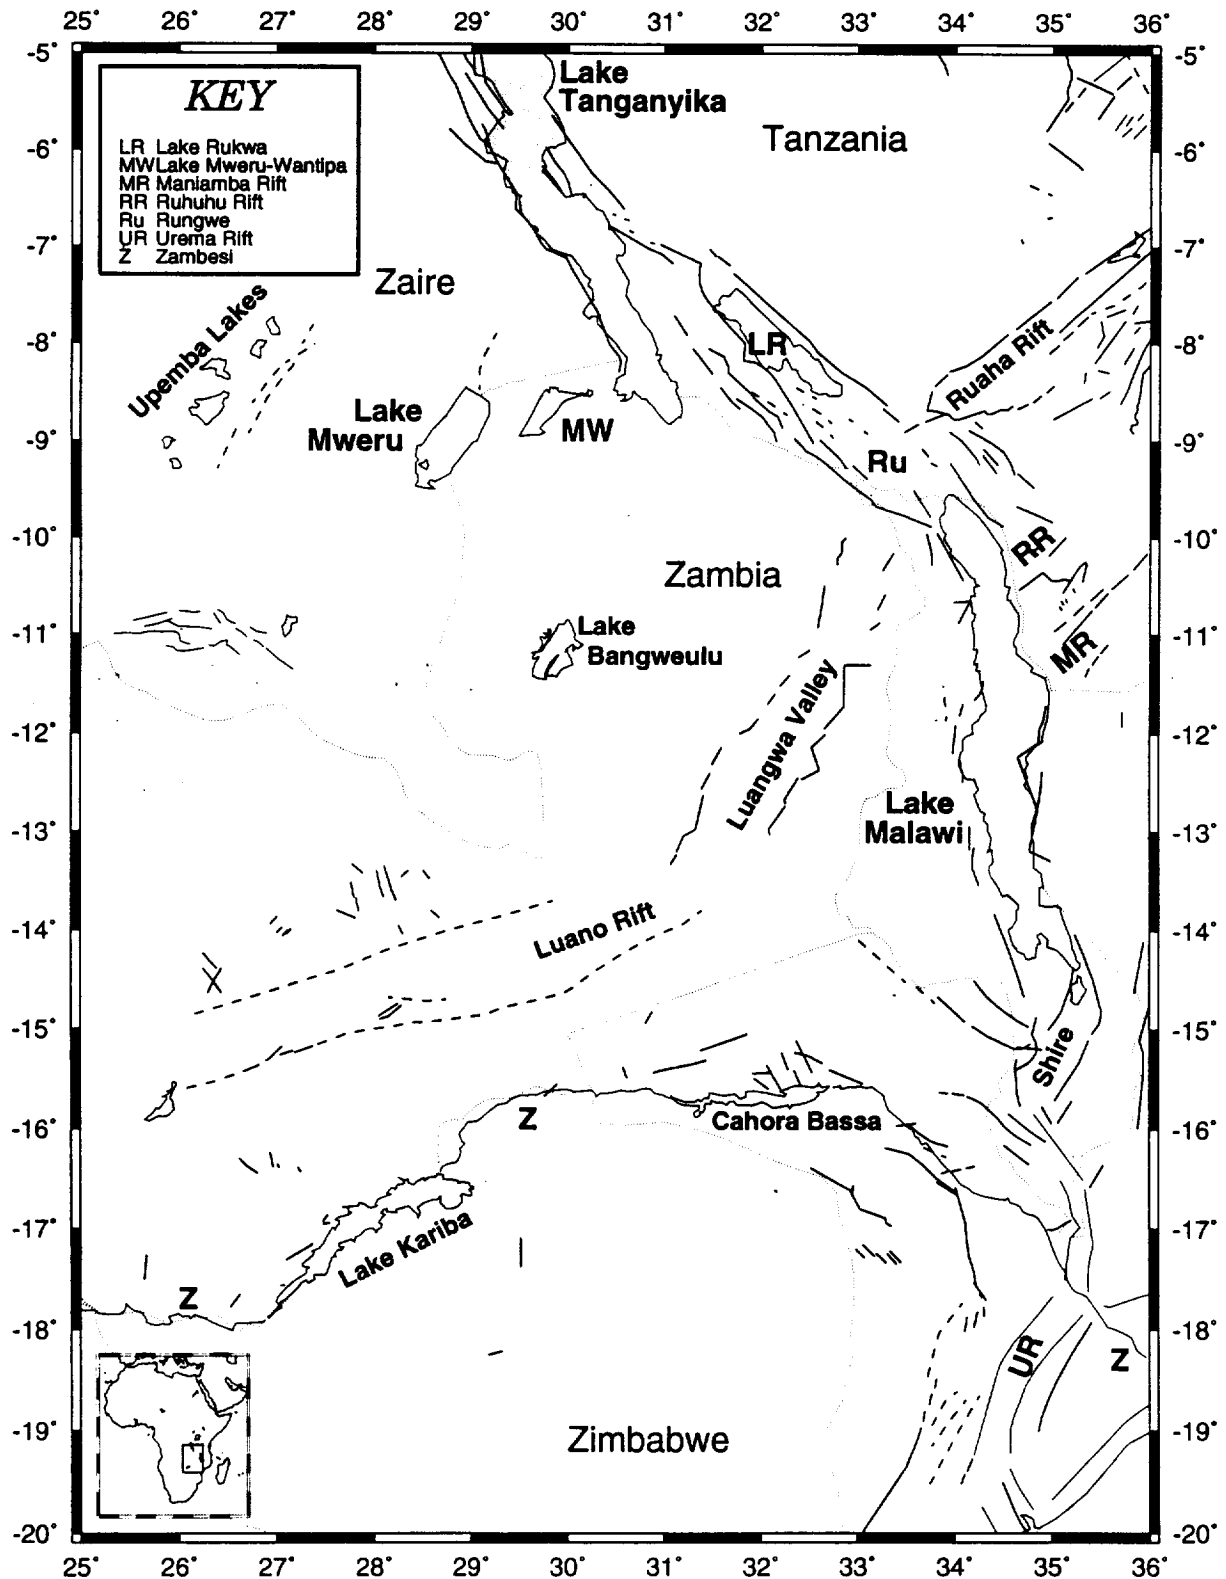 25° 26° 27° 28° 29° 30° 31° 32° 33° 34° 35° 36°
-5° -5°
KEY
LR Lake Rukwa
MW Lake Mweru-Wantipa
MR Maniamba Rift
RR Ruhuhu Rift
Ru Rungwe
UR Urema Rift
Z Zambesi
Lake
Tanganyika
Tanzania
-6° -6°
-7° -7°
Zaire
Upemba Lakes
-8° -8°
LR
Ruaha Rift
Lake
Mweru
MW
-9° -9°
Ru
-10° -10°
RR
Zambia
-11° -11°
Lake
Bangweulu
MR
Luangwa Valley
-12° -12°
Lake
Malawi
-13° -13°
Luano Rift
-14° -14°
-15° -15°
Shire
Z
Cahora Bassa
-16° -16°
-17° -17°
Lake Kariba
Z
-18° -18°
UR
Z
-19° -19°
Zimbabwe
-20° -20°
25° 26° 27° 28° 29° 30° 31° 32° 33° 34° 35° 36°